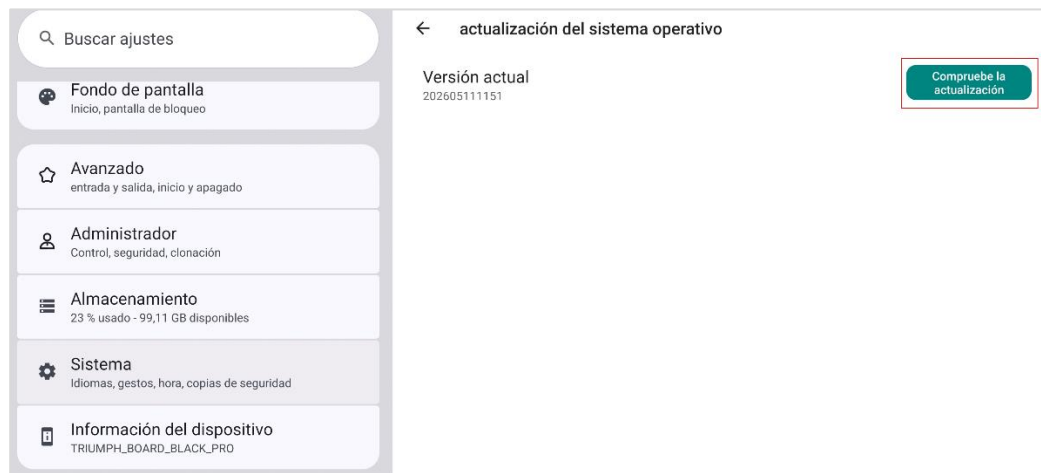 Buscar ajustes
Fondo de pantalla
Inicio, pantalla de bloqueo
Avanzado
entrada y salida, inicio y apagado
Administrador
Control, seguridad, clonación
Almacenamiento
23 % usado - 99,11 GB disponibles
Sistema
Idiomas, gestos, hora, copias de seguridad
Información del dispositivo
TRIUMPH_BOARD_BLACK_PRO
actualización del sistema operativo
Versión actual
202605111151
Compruebe la
actualización